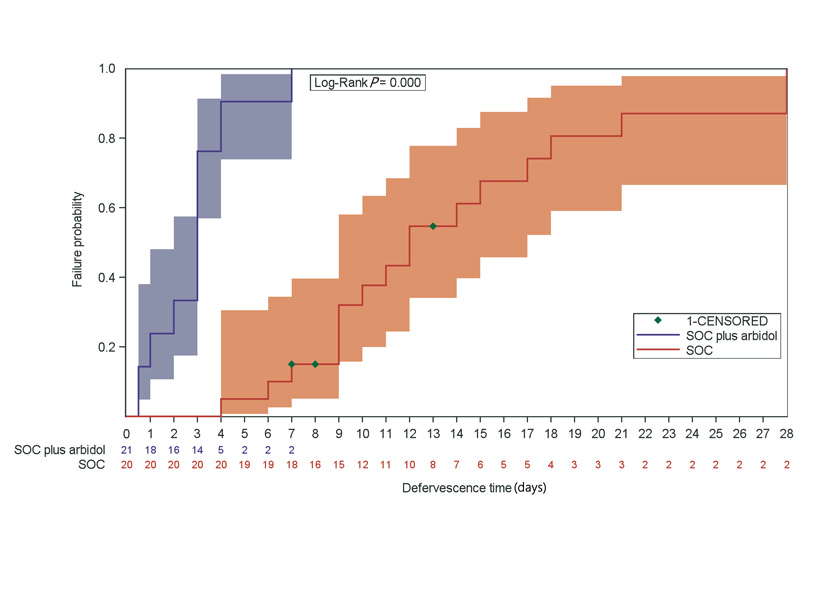 1.0
Log-Rank P = 0.000
0.8
0.6
Failure probability
0.4
1-CENSORED
SOC plus arbidol
SOC
0.2
0 1 2 3 4 5 6 7 8 9 10 11 12 13 14 15 16 17 18 19 20 21 22 23 24 25 26 27 28
SOC plus arbidol 21 18 16 14 5 2 2 2
SOC 20 20 20 20 20 19 19 18 16 15 12 11 10 8 7 6 5 5 4 3 3 3 2 2 2 2 2 2 2
Defervescence time (days)